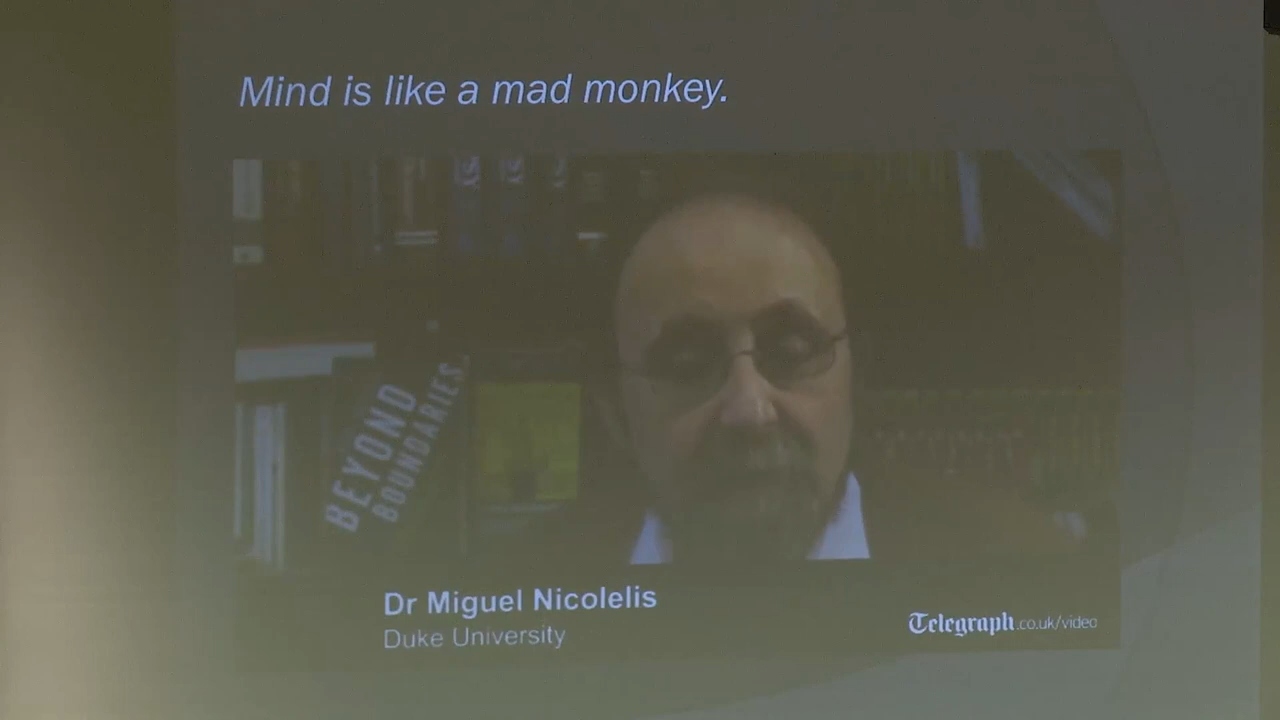 Mind is like a mad monkey.
BEYOND
BOUNDARIES
Dr Miguel Nicolelis
Duke University
Telegraph.co.uk/video